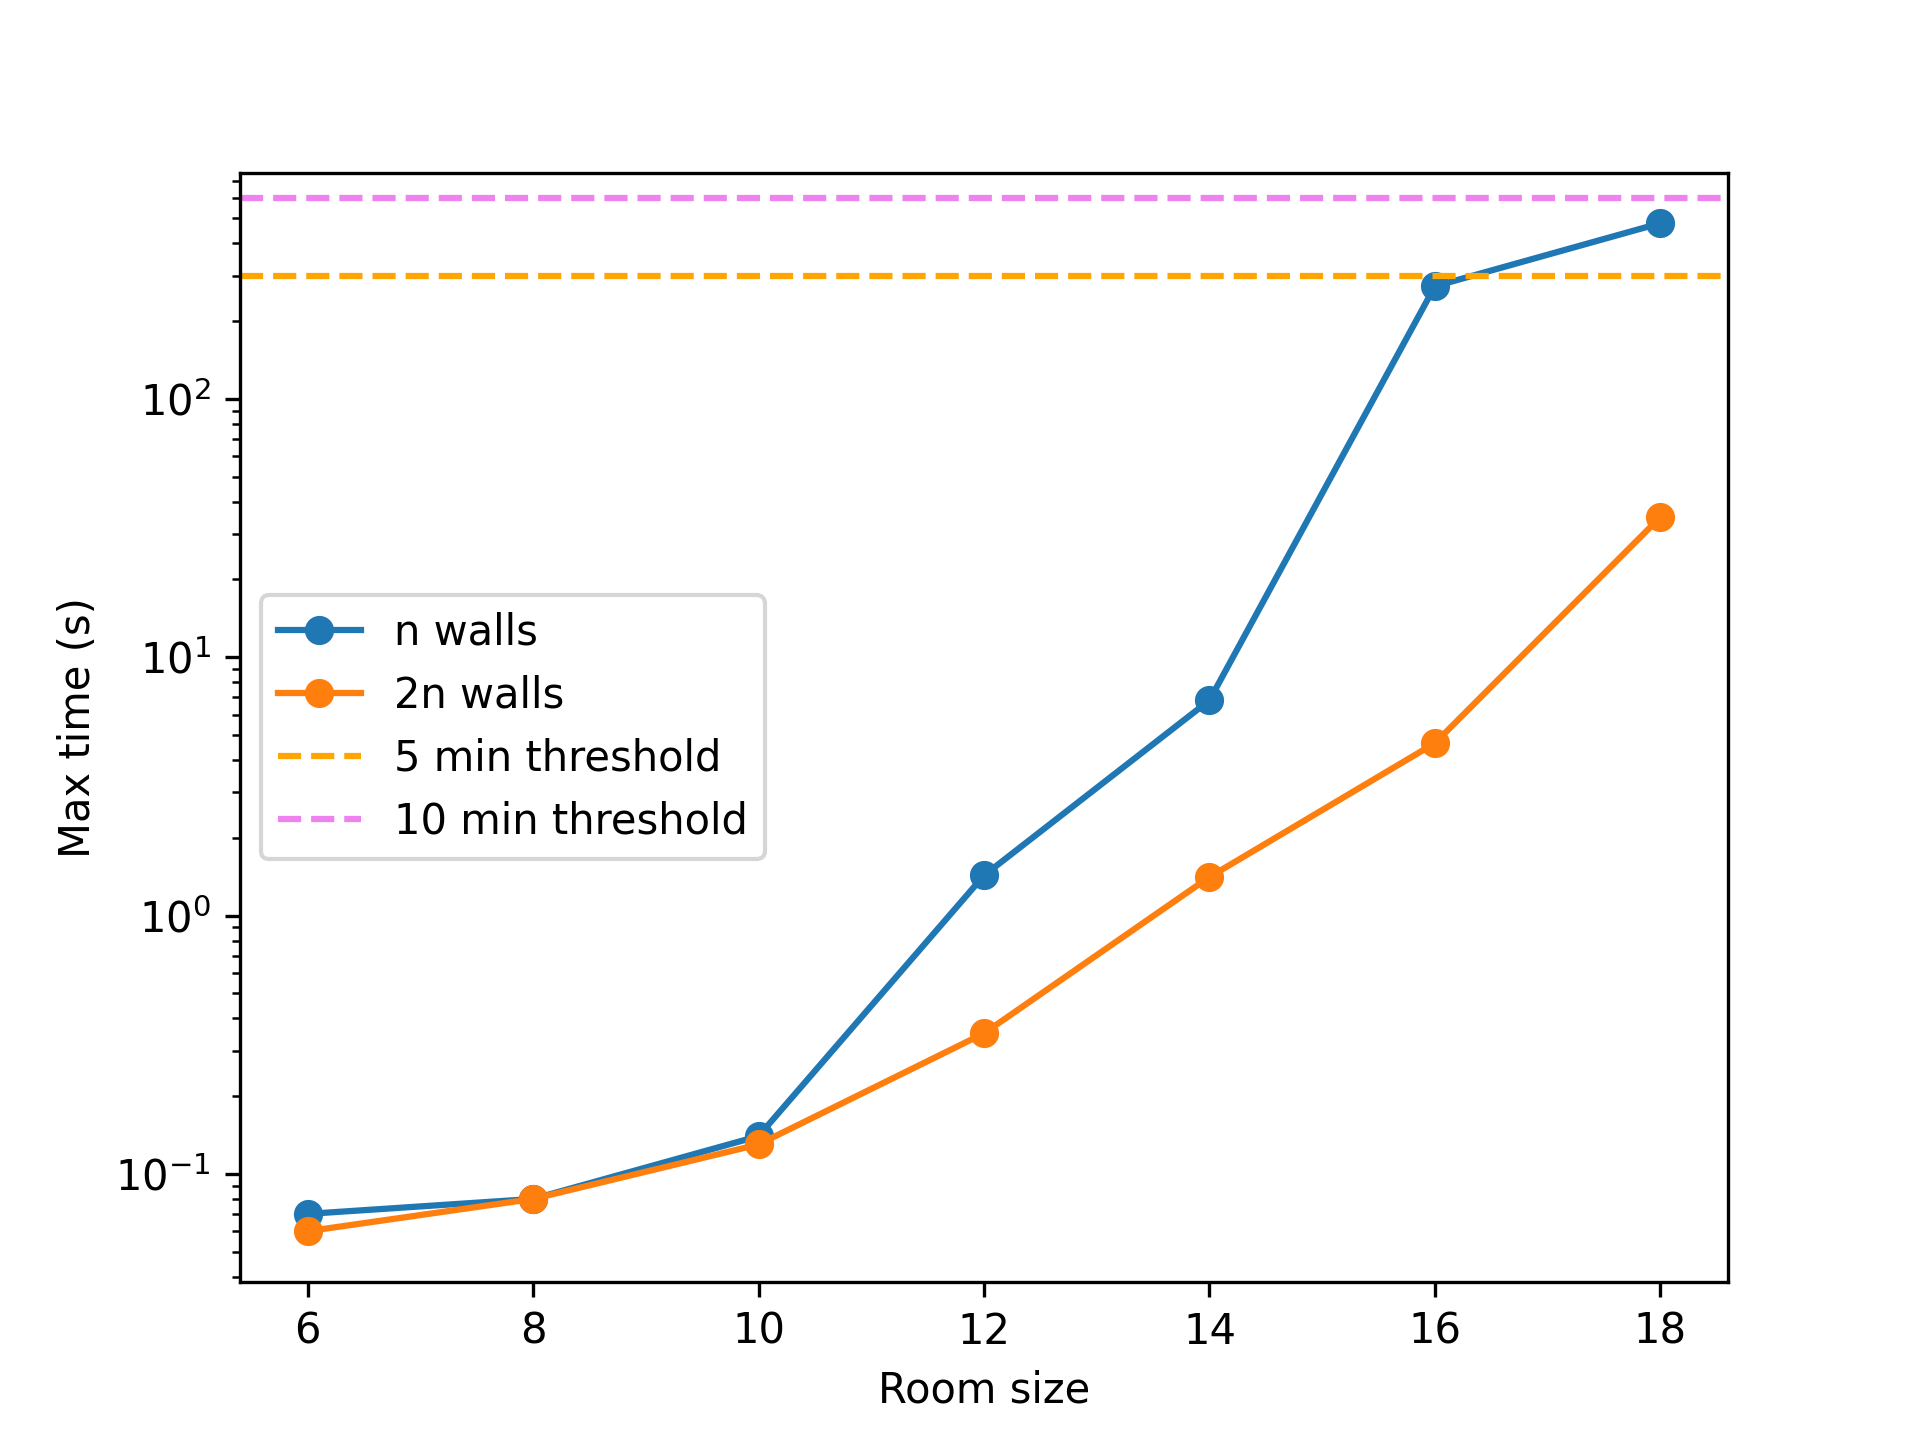 10²
10¹
10⁰
10⁻¹
Max time (s)
n walls
2n walls
5 min threshold
10 min threshold
6 8 10 12 14 16 18
Room size